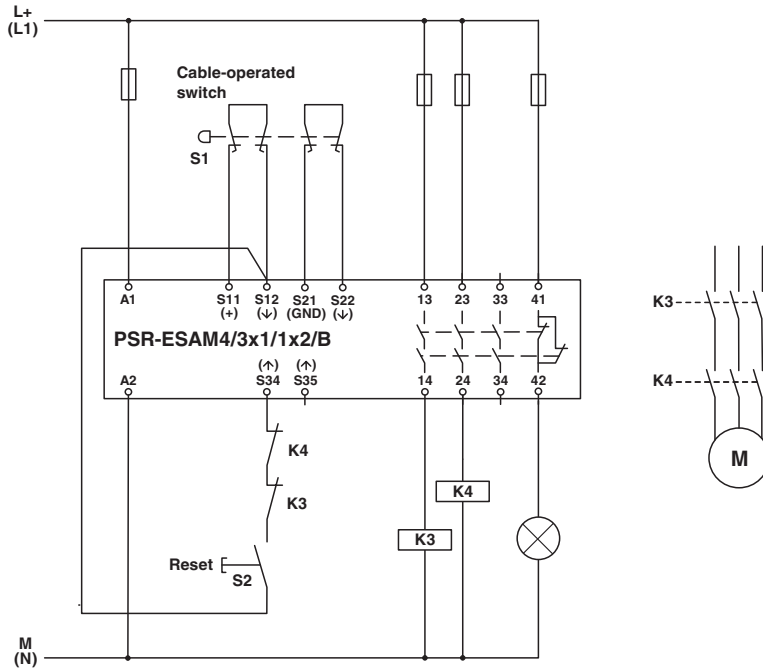 L+
(L1)
Cable-operated
switch
S1
A1
S11
(+)
S12
(↓)
S21
(GND)
S22
(↓)
13
23
33
41
PSR-ESAM4/3x1/1x2/B
A2
(↑)
S34
(↑)
S35
14
24
34
42
K4
K3
Reset
S2
K4
K3
M
(N)
K3
K4
M